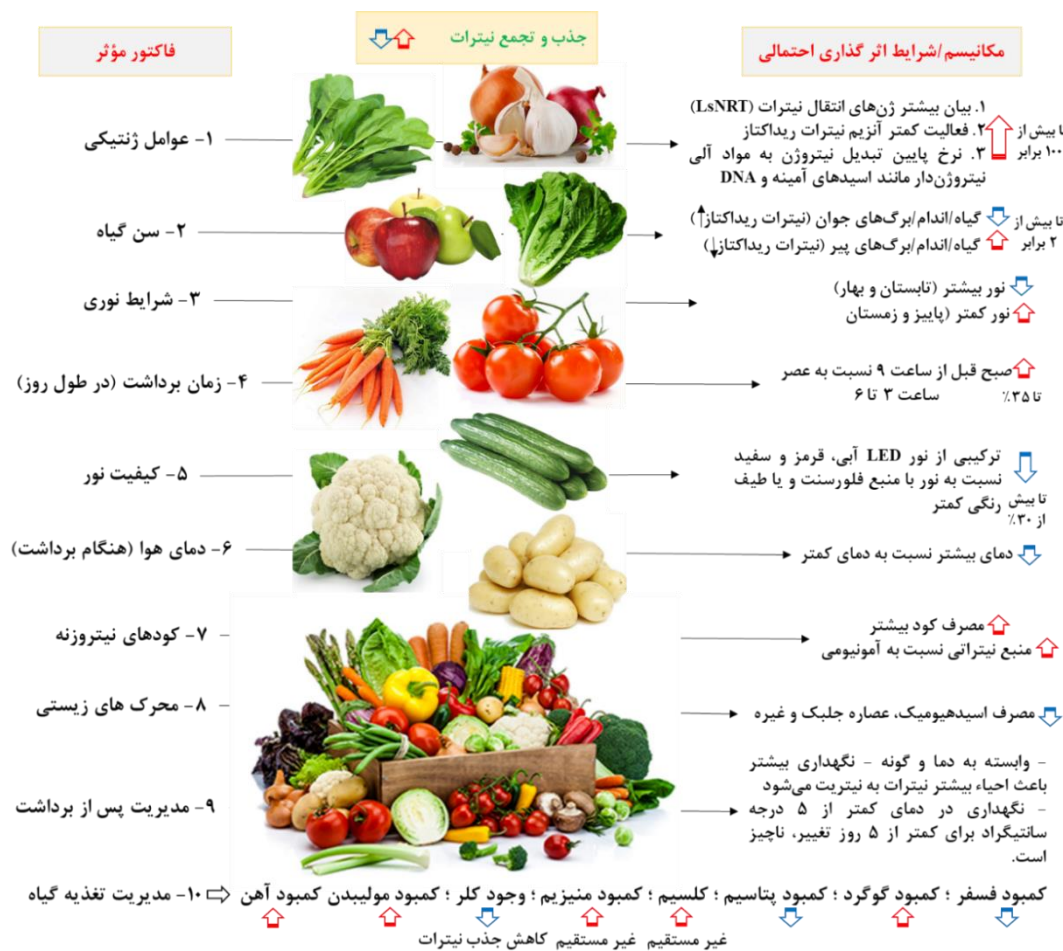 فاکتور مؤثر
جذب و تجمع نیترات
مکانیسم/شرایط اثر گذاری احتمالی
۱- عوامل ژنتیکی
۱. بیان بیشتر ژن‌های انتقال نیترات (LsNRT)
۲. فعالیت کمتر آنزیم نیترات ریداکتاز
۳. نرخ پایین تبدیل نیتروژن به مواد آلی
نیتروژن‌دار مانند اسیدهای آمینه و DNA
تا بیش از
۱۰۰ برابر
۲- سن گیاه
گیاه/اندام/برگ‌های جوان (نیترات ریداکتاز↑)
گیاه/اندام/برگ‌های پیر (نیترات ریداکتاز↓)
تا بیش از
۲ برابر
۳- شرایط نوری
نور بیشتر (تابستان و بهار)
نور کمتر (پاییز و زمستان
۴- زمان برداشت (در طول روز)
صبح قبل از ساعت ۹ نسبت به عصر
ساعت ۳ تا ۶
تا ۳۵٪
۵- کیفیت نور
ترکیبی از نور LED آبی، قرمز و سفید
نسبت به نور با منبع فلورسنت و یا طیف
رنگی کمتر
تا بیش
از ۳۰٪
۶- دمای هوا (هنگام برداشت)
دمای بیشتر نسبت به دمای کمتر
۷- کودهای نیتروزنه
مصرف کود بیشتر
منبع نیتراتی نسبت به آمونیومی
۸- محرک های زیستی
مصرف اسیدهیومیک، عصاره جلبک و غیره
۹- مدیریت پس از برداشت
- وابسته به دما و گونه - نگهداری بیشتر
باعث احیاء بیشتر نیترات به نیتریت می‌شود
- نگهداری در دمای کمتر از ۵ درجه
سانتیگراد برای کمتر از ۵ روز تغییر، ناچیز
است.
۱۰- مدیریت تغذیه گیاه
کمبود فسفر ؛ کمبود گوگرد ؛ کمبود پتاسیم ؛ کلسیم ؛ کمبود منیزیم ؛ وجود کلر ؛ کمبود مولیبدن کمبود آهن
غیر مستقیم غیر مستقیم کاهش جذب نیترات